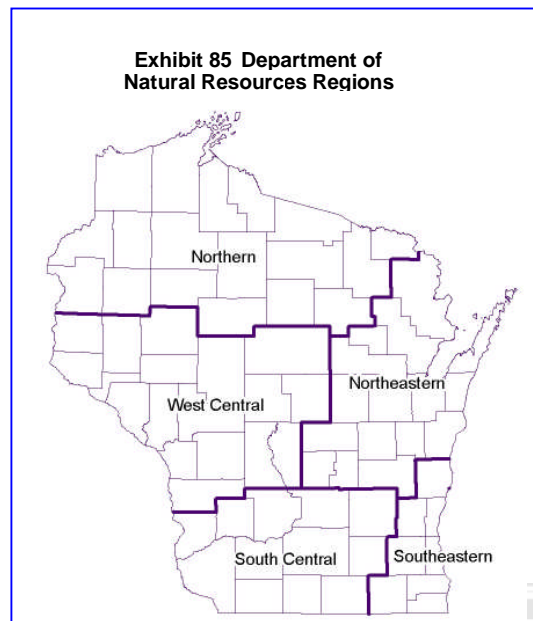 Exhibit 85 Department of
Natural Resources Regions
Northern
Northeastern
West Central
South Central
Southeastern